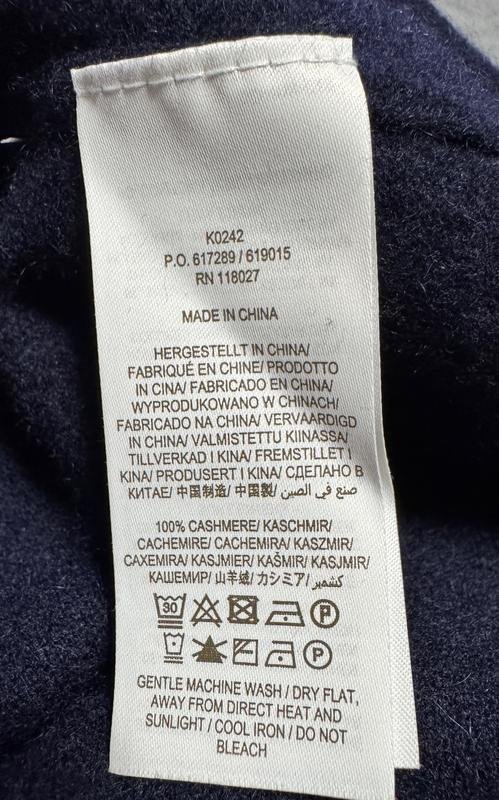 K0242
P.O. 617289 / 619015
RN 118027
MADE IN CHINA
HERGESTELLT IN CHINA/
FABRIQUÉ EN CHINE/ PRODOTTO
IN CINA/ FABRICADO EN CHINA/
WYPRODUKOWANO W CHINACH/
FABRICADO NA CHINA/ VERVAARDIGD
IN CHINA/ VALMISTETTU KIINASSA/
TILLVERKAD I KINA/ FREMSTILLET I
KINA/ PRODUSERT I KINA/ СДЕЛАНО В
КИТАЕ/ 中国制造/ 中国製/ صنع في الصين
100% CASHMERE/ KASCHMIR/
CACHEMIRE/ CACHEMIRA/ KASZMIR/
CAXEMIRA/ KASJMIER/ KAŠMIR/ KASJMIR/
КАШЕМИР/ 山羊绒/ カシミア/ كشمير
30 P
P
GENTLE MACHINE WASH / DRY FLAT,
AWAY FROM DIRECT HEAT AND
SUNLIGHT / COOL IRON / DO NOT
BLEACH